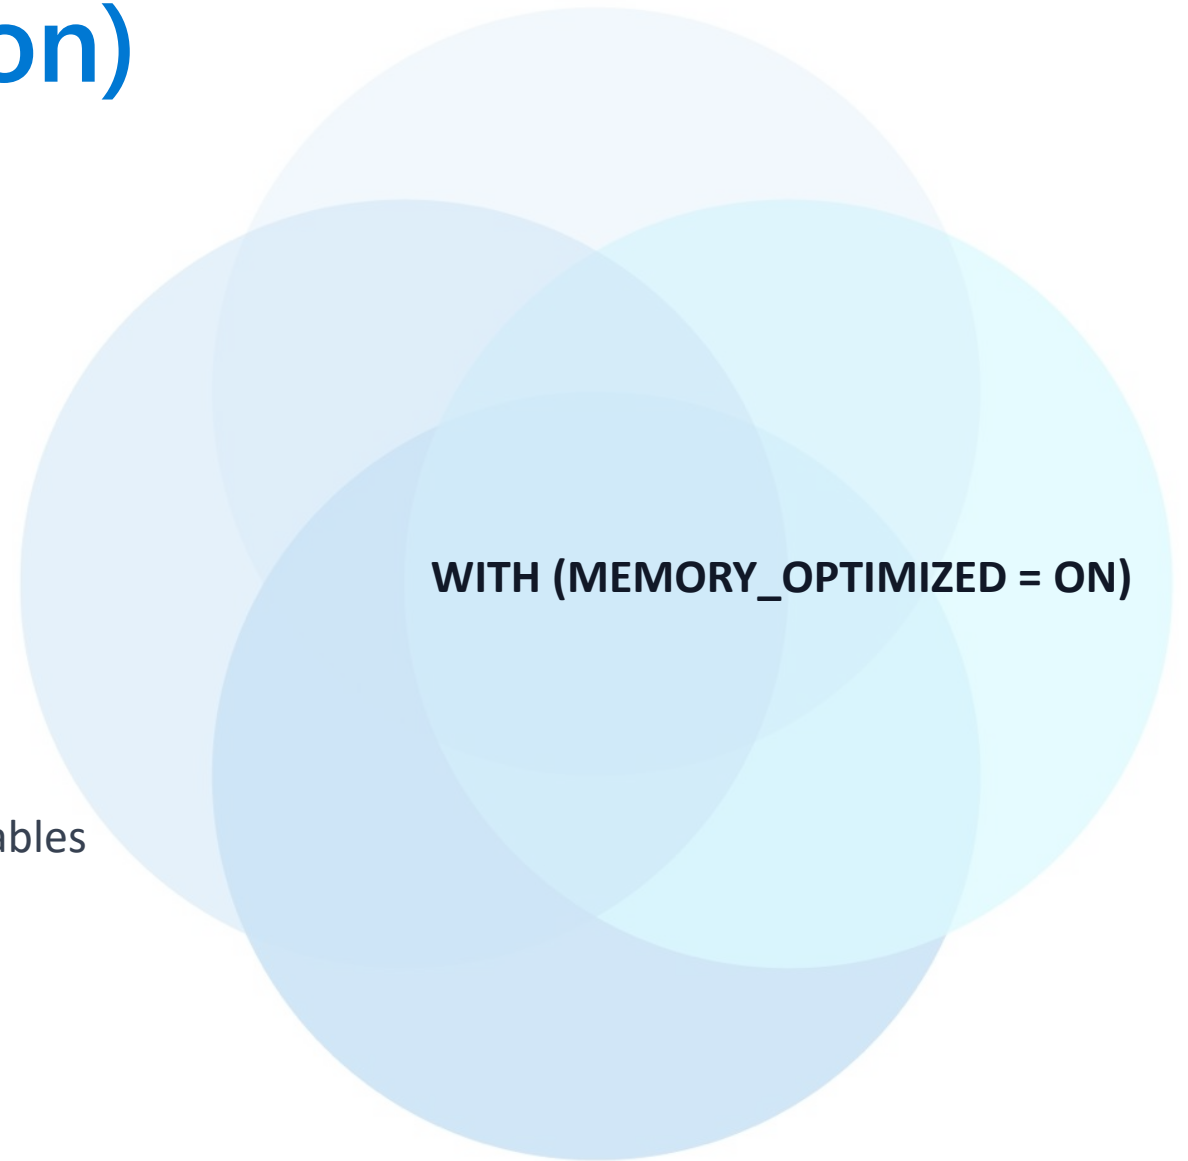 on)
WITH (MEMORY_OPTIMIZED = ON)
ables